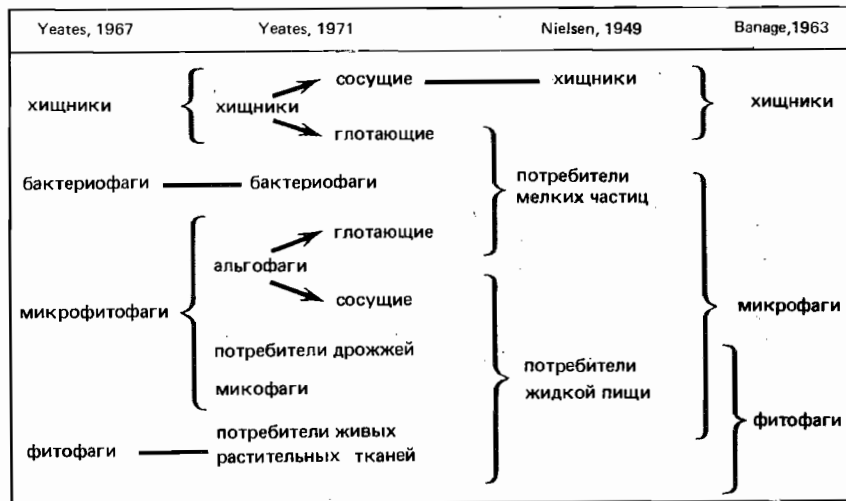 Yeates, 1967 Yeates, 1971 Nielsen, 1949 Banage,1963
сосущие хищники
хищники хищники хищники
глотающие
бактериофаги бактериофаги потребители
мелких частиц
глотающие
альгофаги
сосущие
микрофитофаги микрофаги
потребители дрожжей
потребители
микофаги жидкой пищи
фитофаги
потребители живых
фитофаги растительных тканей